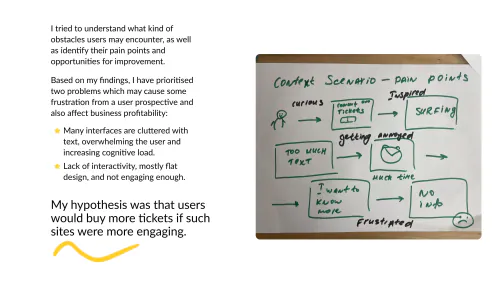 I tried to understand what kind of
obstacles users may encounter, as well
as identify their pain points and
opportunities for improvement.
Based on my findings, I have prioritised
two problems which may cause some
frustration from a user prospective and
also affect business profitability:
Many interfaces are cluttered with
text, overwhelming the user and
increasing cognitive load.
Lack of interactivity, mostly flat
design, and not engaging enough.
My hypothesis was that users
would buy more tickets if such
sites were more engaging.
CONTEXT SCENARIO – PAIN POINTS
curious
Inspired
TICKETS
SURFING
getting annoyed
TOO MUCH
TEXT
MUCH TIME
I WANT TO
KNOW
MORE
NO
INFO
FRUSTRATED